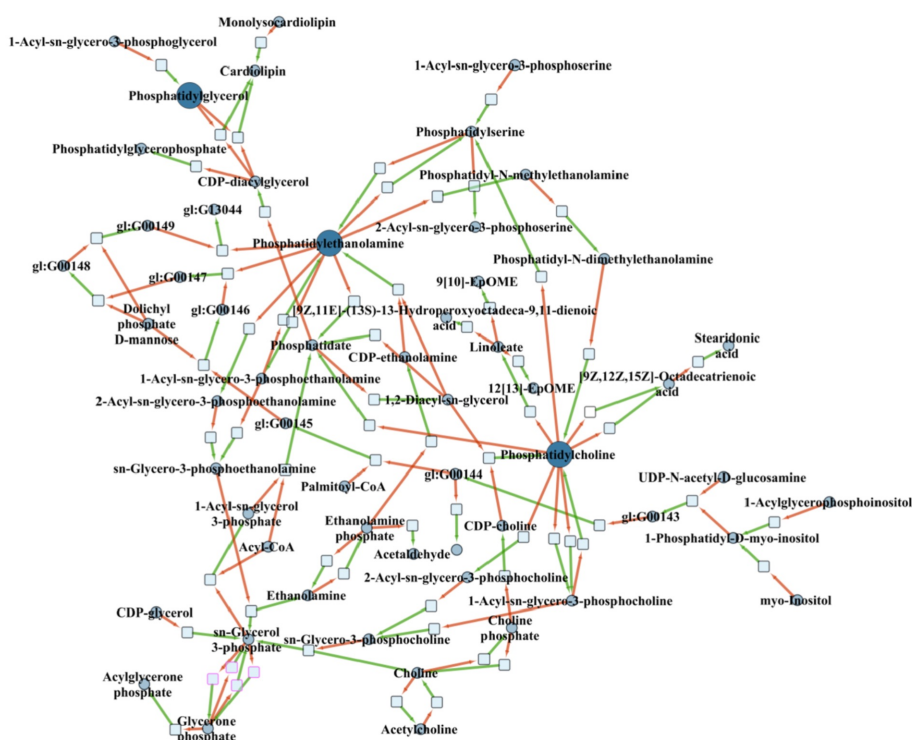 Monolysocardiolipin
1-Acyl-sn-glycero-3-phosphoglycerol
Cardiolipin
1-Acyl-sn-glycero-3-phosphoserine
Phosphatidylglycerol
Phosphatidylserine
Phosphatidylglycerophosphate
CDP-diacylglycerol
Phosphatidyl-N-methylethanolamine
gl:G13044
gl:G00149
2-Acyl-sn-glycero-3-phosphoserine
Phosphatidylethanolamine
gl:G00148
Phosphatidyl-N-dimethylethanolamine
gl:G00147
9[10]-EpOME
gl:G00146
[9Z,11E]-(13S)-13-Hydroperoxyoctadeca-9,11-dienoic
acid
Dolichyl
phosphate
D-mannose
Phosphatidate
Linoleate
Stearidonic
acid
CDP-ethanolamine
1-Acyl-sn-glycero-3-phosphoethanolamine
12[13]-EpOME
[9Z,12Z,15Z]-Octadecatrienoic
acid
2-Acyl-sn-glycero-3-phosphoethanolamine
1,2-Diacyl-sn-glycerol
gl:G00145
Phosphatidylcholine
sn-Glycero-3-phosphoethanolamine
Palmitoyl-CoA
gl:G00144
UDP-N-acetyl-D-glucosamine
1-Acyl-sn-glycerol
3-phosphate
Ethanolamine
phosphate
CDP-choline
gl:G00143
1-Acylglycerophosphoinositol
Acyl-CoA
Acetaldehyde
1-Phosphatidyl-D-myo-inositol
2-Acyl-sn-glycero-3-phosphocholine
Ethanolamine
1-Acyl-sn-glycero-3-phosphocholine
myo-Inositol
CDP-glycerol
sn-Glycerol
3-phosphate
sn-Glycero-3-phosphocholine
Choline
phosphate
Acylglycerone
phosphate
Choline
Glycerone
phosphate
Acetylcholine